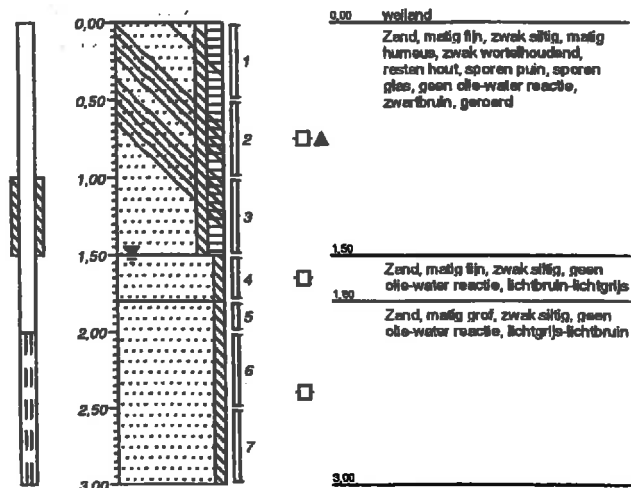 0,00
0,50
1,00
1,50
2,00
2,50
3,00
1
2
3
4
5
6
7
0,00 weiland
Zand, matig fijn, zwak siltig, matig
humeus, zwak wortelhoudend,
resten hout, sporen puin, sporen
glas, geen olie-water reactie,
zwartbruin, geroerd
1,50
Zand, matig fijn, zwak siltig, geen
olie-water reactie, lichtbruin-lichtgrijs
1,80
Zand, matig grof, zwak siltig, geen
olie-water reactie, lichtgrijs-lichtbruin
3,00